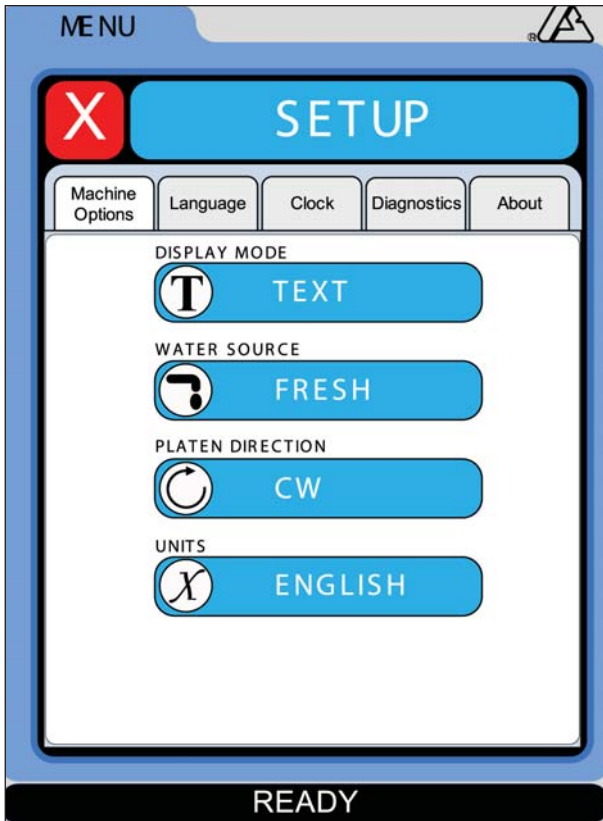 MENU
®
X
SETUP
Machine
Options
Language
Clock
Diagnostics
About
DISPLAY MODE
T
TEXT
WATER SOURCE
FRESH
PLATEN DIRECTION
CW
UNITS
X
ENGLISH
READY